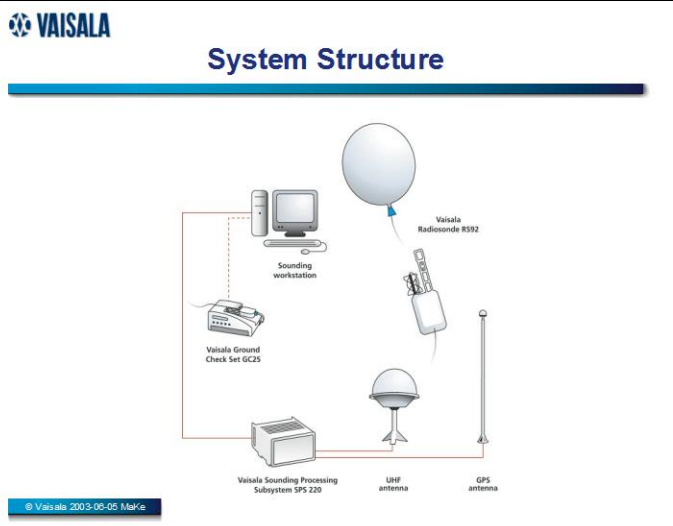 VAISALA
System Structure
Vaisala
Radiosonde RS92
Sounding
workstation
Vaisala Ground
Check Set GC25
Vaisala Sounding Processing
Subsystem SPS 220
UHF
antenna
GPS
antenna
© Vaisala 2003-06-05 MaKe